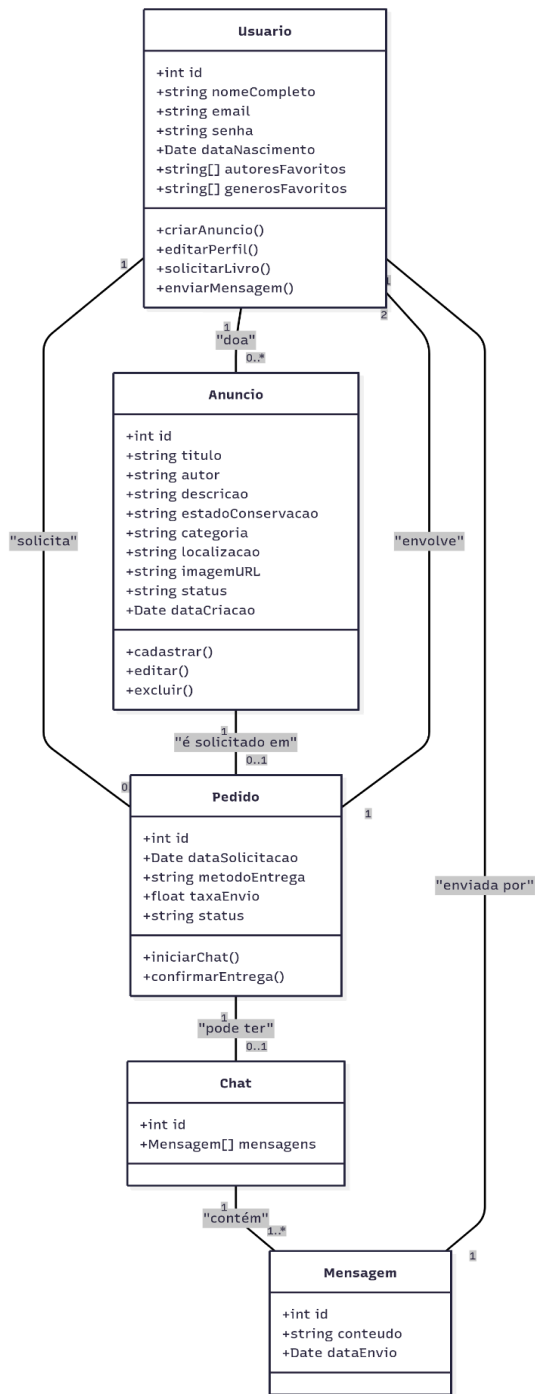 Usuario
+int id
+string nomeCompleto
+string email
+string senha
+Date dataNascimento
+string[] autoresFavoritos
+string[] generosFavoritos
+criarAnuncio()
+editarPerfil()
+solicitarLivro()
+enviarMensagem()
1
1
2
1
"doa"
0..*
Anuncio
+int id
+string titulo
+string autor
+string descricao
+string estadoConservacao
+string categoria
+string localizacao
+string imagemURL
+string status
+Date dataCriacao
+cadastrar()
+editar()
+excluir()
"solicita"
"envolve"
1
"é solicitado em"
0..1
0
1
Pedido
+int id
+Date dataSolicitacao
+string metodoEntrega
+float taxaEnvio
+string status
+iniciarChat()
+confirmarEntrega()
"enviada por"
1
"pode ter"
0..1
Chat
+int id
+Mensagem[] mensagens
1
"contém"
1..*
1
Mensagem
+int id
+string conteudo
+Date dataEnvio